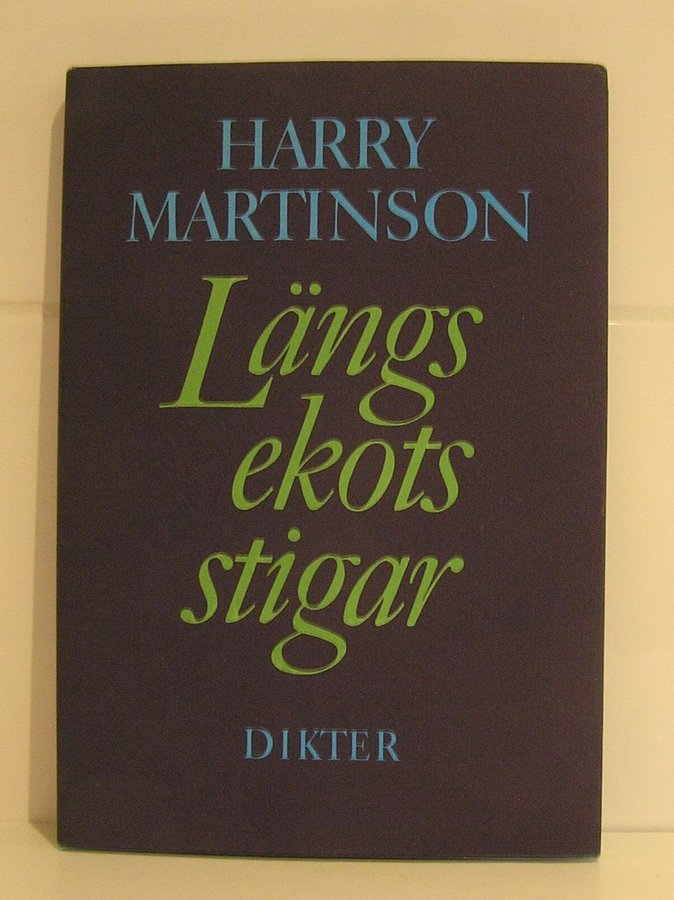 HARRY
MARTINSON
Längs
ekots
stigar
DIKTER